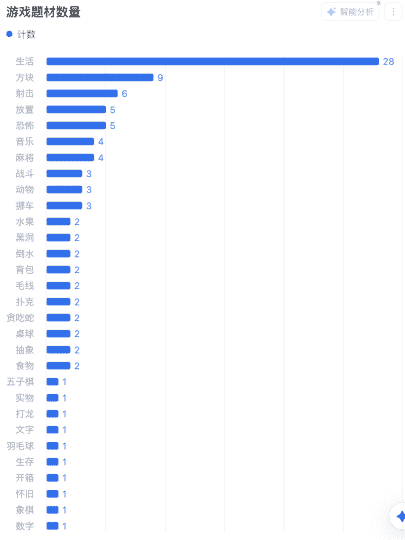 游戏题材数量
智能分析
计数
生活 28
方块 9
射击 6
放置 5
恐怖 5
音乐 4
麻将 4
战斗 3
动物 3
挪车 3
水果 2
黑洞 2
倒水 2
背包 2
毛线 2
扑克 2
贪吃蛇 2
桌球 2
抽象 2
食物 2
五子棋 1
实物 1
打龙 1
文字 1
羽毛球 1
生存 1
开箱 1
怀旧 1
象棋 1
数字 1